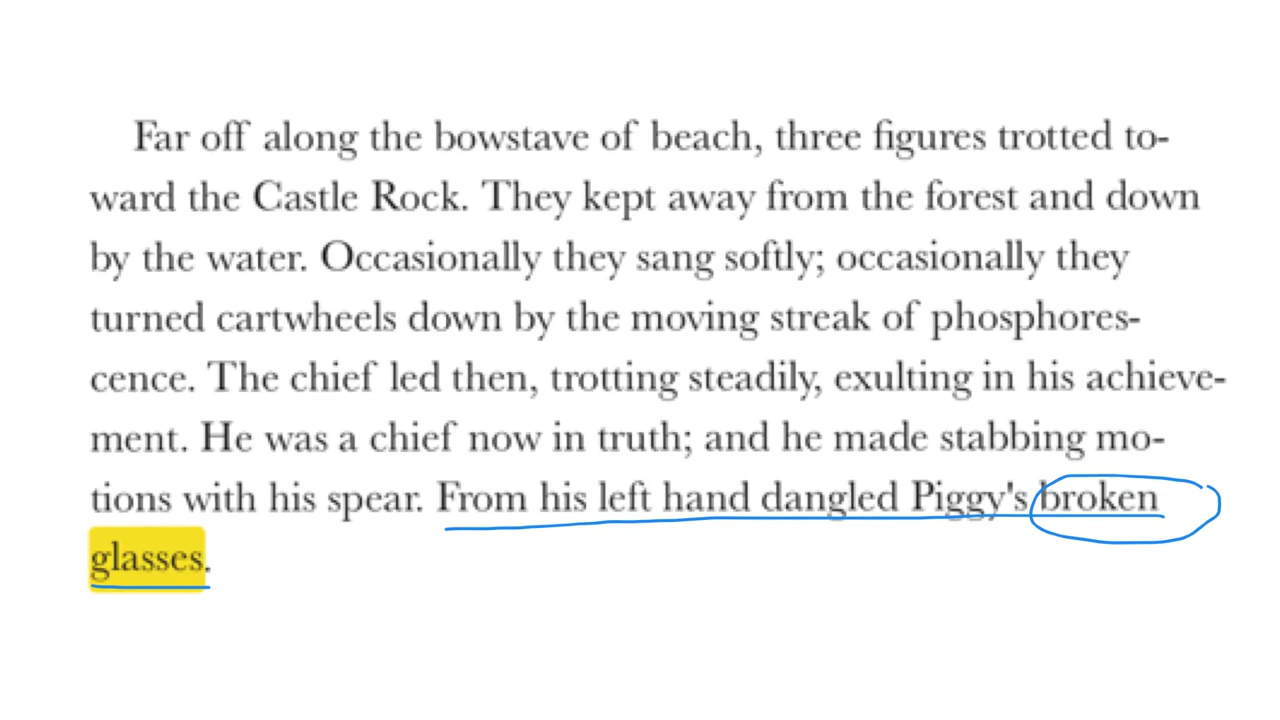 Far off along the bowstave of beach, three figures trotted to-
ward the Castle Rock. They kept away from the forest and down
by the water. Occasionally they sang softly; occasionally they
turned cartwheels down by the moving streak of phosphores-
cence. The chief led then, trotting steadily, exulting in his achieve-
ment. He was a chief now in truth; and he made stabbing mo-
tions with his spear. From his left hand dangled Piggy's broken
glasses.